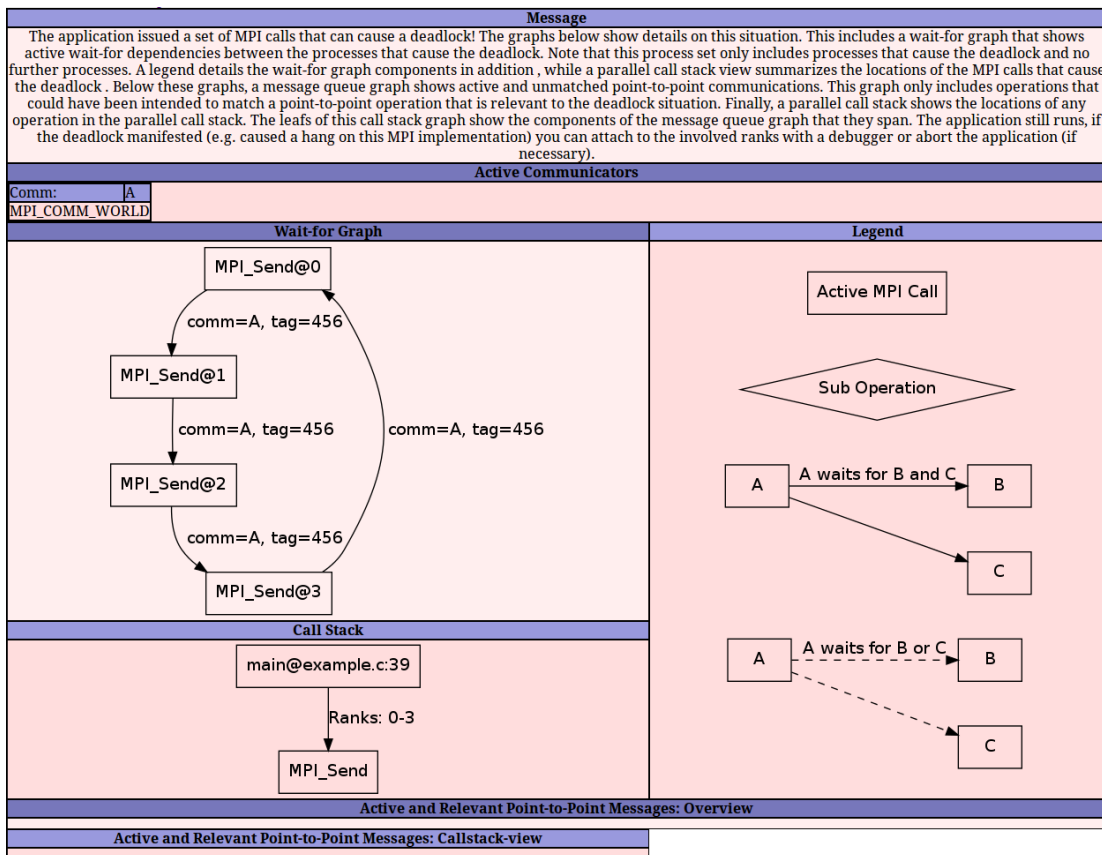 Message
The application issued a set of MPI calls that can cause a deadlock! The graphs below show details on this situation. This includes a wait-for graph that shows
active wait-for dependencies between the processes that cause the deadlock. Note that this process set only includes processes that cause the deadlock and no
further processes. A legend details the wait-for graph components in addition , while a parallel call stack view summarizes the locations of the MPI calls that cause
the deadlock . Below these graphs, a message queue graph shows active and unmatched point-to-point communications. This graph only includes operations that
could have been intended to match a point-to-point operation that is relevant to the deadlock situation. Finally, a parallel call stack shows the locations of any
operation in the parallel call stack. The leafs of this call stack graph show the components of the message queue graph that they span. The application still runs, if
the deadlock manifested (e.g. caused a hang on this MPI implementation) you can attach to the involved ranks with a debugger or abort the application (if
necessary).
Active Communicators
Comm: A
MPI_COMM_WORLD
Wait-for Graph
MPI_Send@0
comm=A, tag=456
MPI_Send@1
comm=A, tag=456
comm=A, tag=456
MPI_Send@2
comm=A, tag=456
MPI_Send@3
Legend
Active MPI Call
Sub Operation
A waits for B and C
A
B
C
A waits for B or C
A
B
C
Call Stack
main@example.c:39
Ranks: 0-3
MPI_Send
Active and Relevant Point-to-Point Messages: Overview
Active and Relevant Point-to-Point Messages: Callstack-view